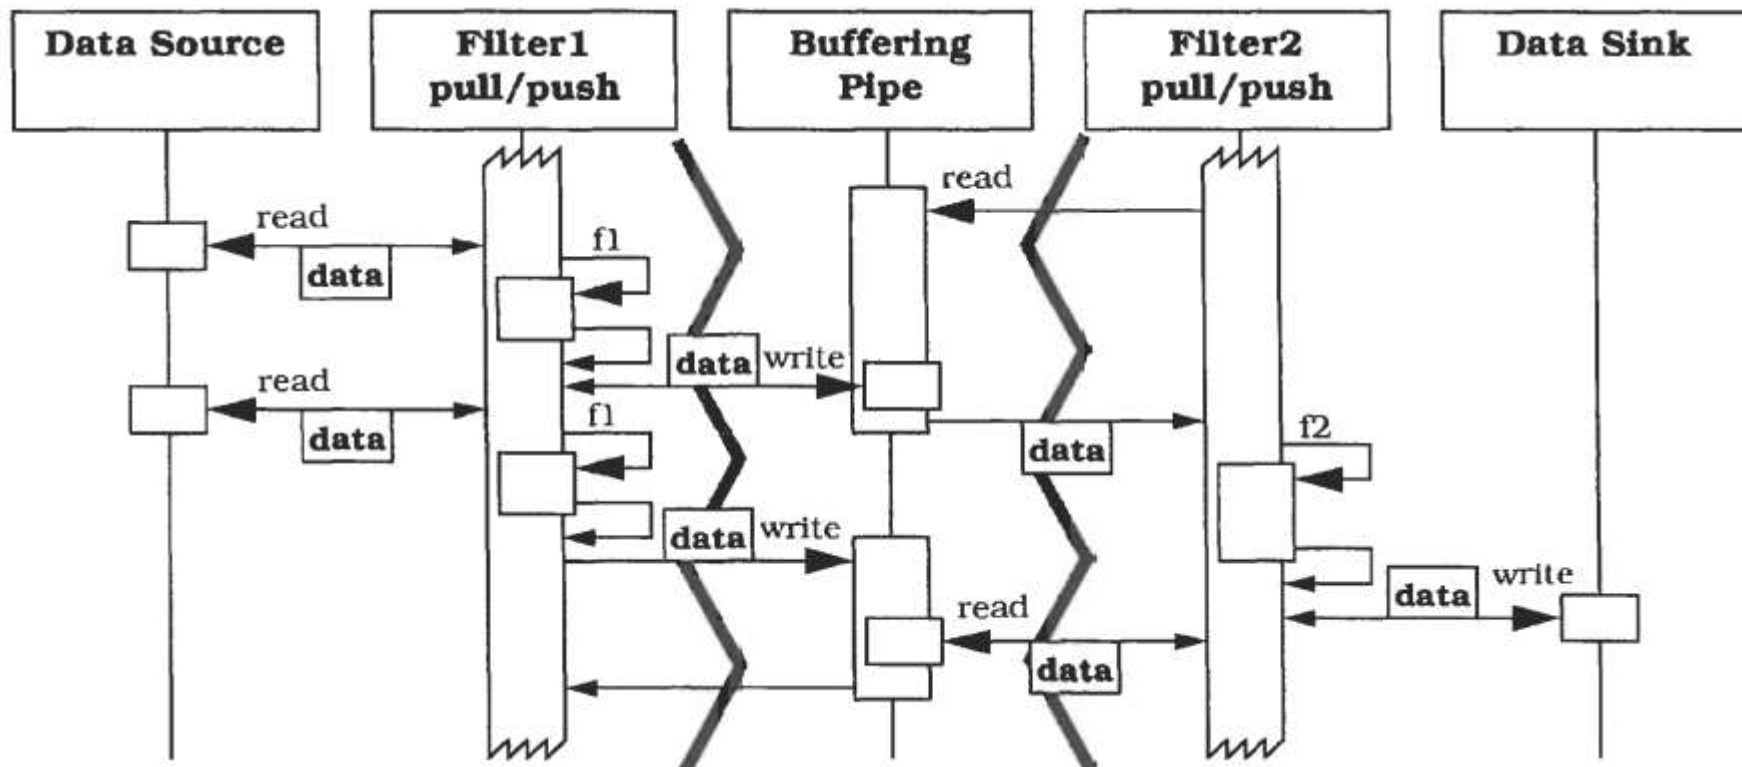 Data Source
Filter1
pull/push
Buffering
Pipe
Filter2
pull/push
Data Sink
read
read
data
f1
data
write
read
data
f1
data
f2
data
write
read
data
data
write